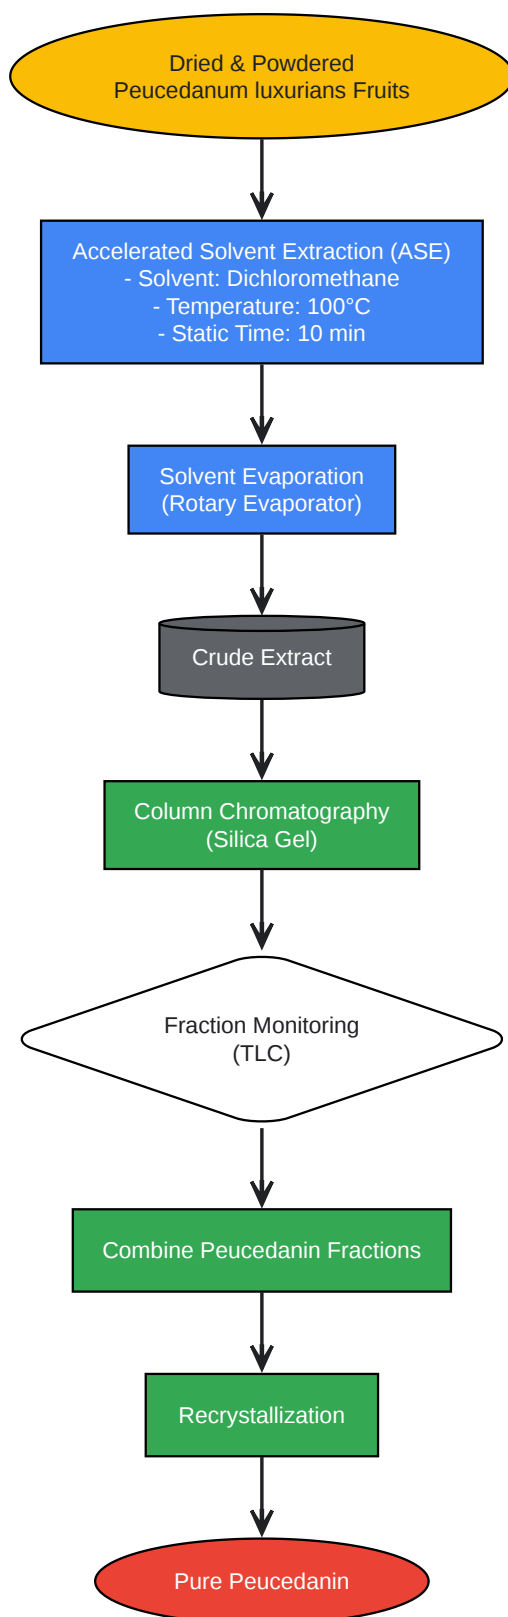 Dried & Powdered
Peucedanum luxurians Fruits
Accelerated Solvent Extraction (ASE)
- Solvent: Dichloromethane
- Temperature: 100°C
- Static Time: 10 min
Solvent Evaporation
(Rotary Evaporator)
Crude Extract
Column Chromatography
(Silica Gel)
Fraction Monitoring
(TLC)
Combine Peucedanin Fractions
Recrystallization
Pure Peucedanin